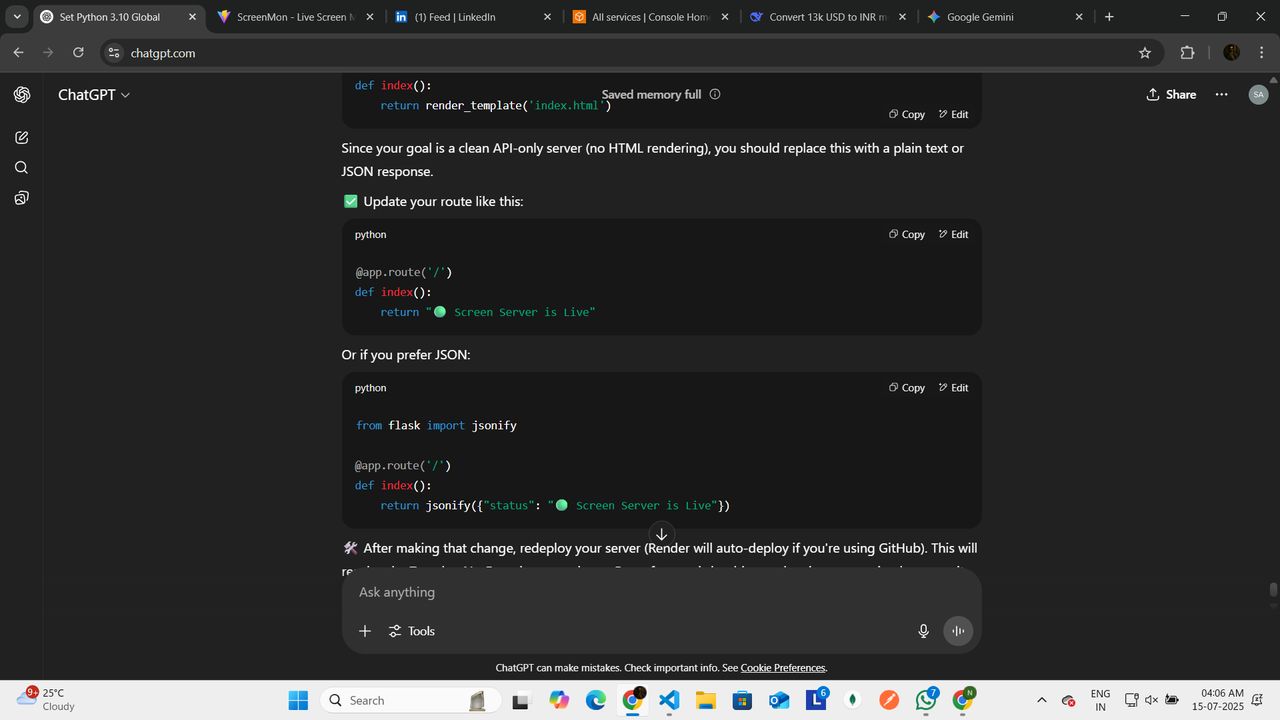 Set Python 3.10 Global
ScreenMon - Live Screen M
(1) Feed | LinkedIn
All services | Console Home
Convert 13k USD to INR m
Google Gemini
chatgpt.com
ChatGPT
Saved memory full
Share
SA
def index():
return render_template('index.html')
Copy Edit
Since your goal is a clean API-only server (no HTML rendering), you should replace this with a plain text or
JSON response.
✅ Update your route like this:
python
Copy Edit
@app.route('/')
def index():
return "🟢 Screen Server is Live"
Or if you prefer JSON:
python
Copy Edit
from flask import jsonify
@app.route('/')
def index():
return jsonify({"status": "🟢 Screen Server is Live"})
🛠️ After making that change, redeploy your server (Render will auto-deploy if you're using GitHub). This will
Ask anything
Tools
ChatGPT can make mistakes. Check important info. See Cookie Preferences.
9+
25°C
Cloudy
Search
6
7
N
ENG
IN
04:06 AM
15-07-2025